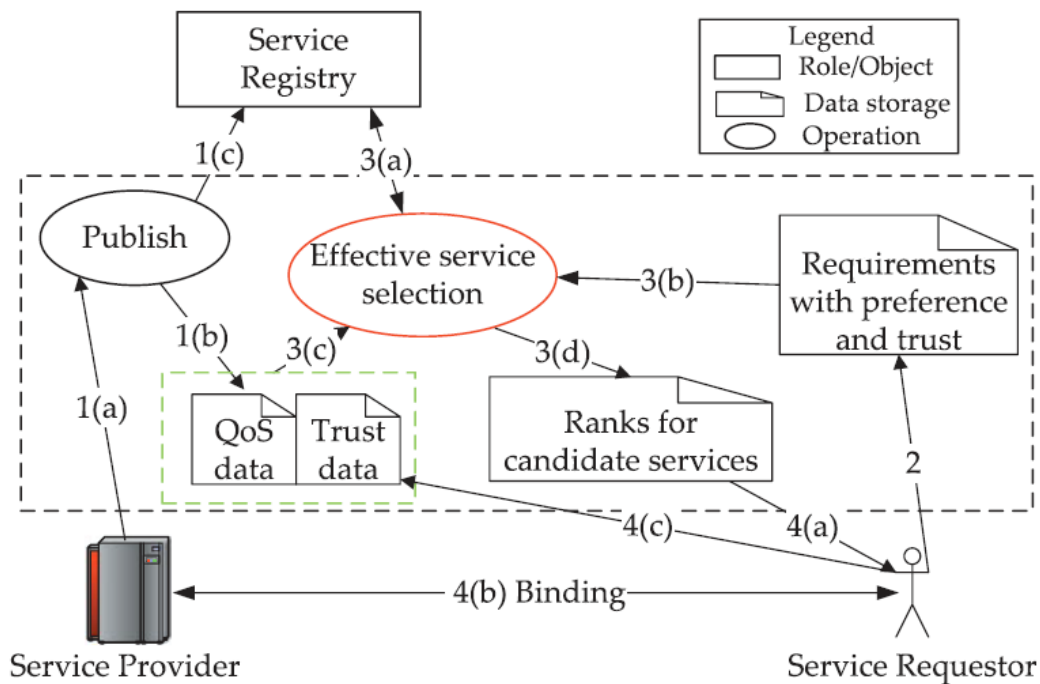 Service
Registry
Legend
Role/Object
Data storage
Operation
1(c)
3(a)
Publish
Effective service
selection
3(b)
Requirements
with preference
and trust
1(b)
3(c)
3(d)
1(a)
QoS
data
Trust
data
Ranks for
candidate services
2
4(c)
4(a)
4(b) Binding
Service Provider
Service Requestor